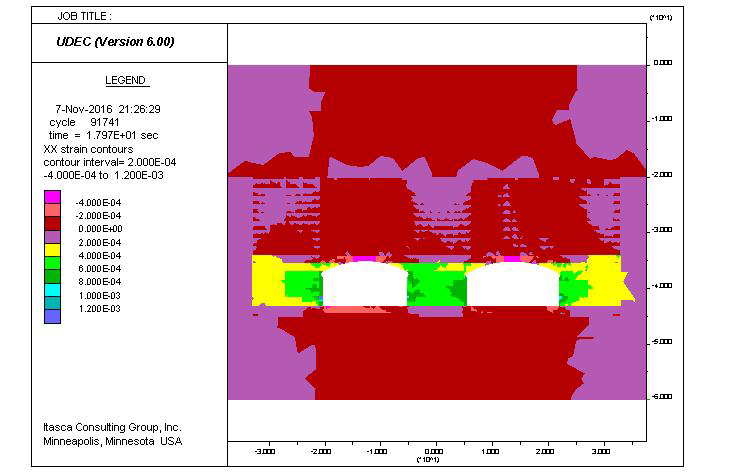 JOB TITLE :
(*10^1)
UDEC (Version 6.00)
LEGEND
7-Nov-2016 21:26:29
cycle 91741
time = 1.797E+01 sec
XX strain contours
contour interval= 2.000E-04
-4.000E-04 to 1.200E-03
-4.000E-04
-2.000E-04
0.000E+00
2.000E-04
4.000E-04
6.000E-04
8.000E-04
1.000E-03
1.200E-03
0.000
-1.000
-2.000
-3.000
-4.000
-5.000
-6.000
Itasca Consulting Group, Inc.
Minneapolis, Minnesota USA
-3.000 -2.000 -1.000 0.000 1.000 2.000 3.000
(*10^1)